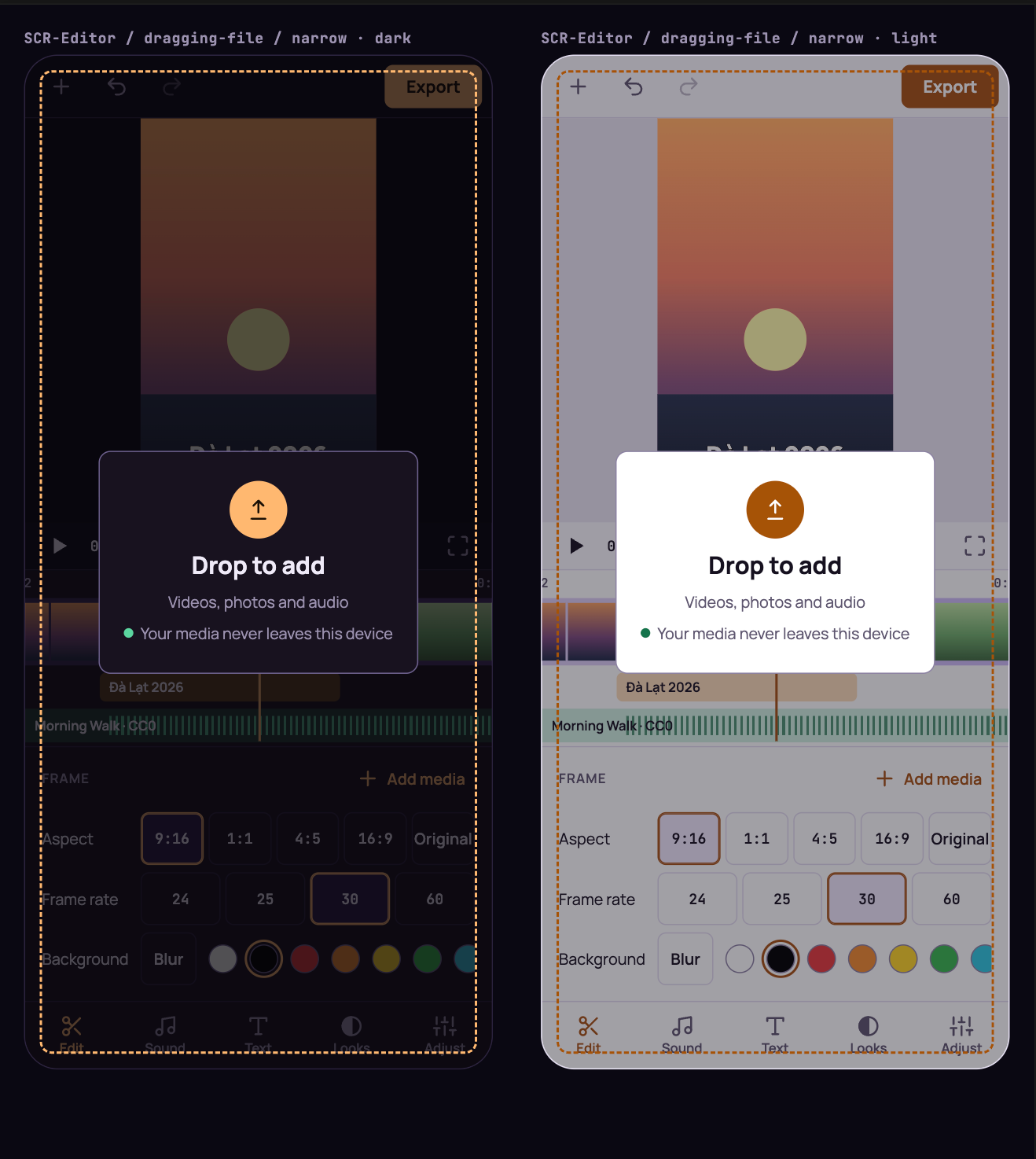 SCR-Editor / dragging-file / narrow · dark
Export
Drop to add
Videos, photos and audio
Your media never leaves this device
Đà Lạt 2026
Morning Walk · CC0
FRAME
+ Add media
Aspect 9:16 1:1 4:5 16:9 Original
Frame rate 24 25 30 60
Background Blur
Edit Sound Text Looks Adjust
SCR-Editor / dragging-file / narrow · light
Export
Drop to add
Videos, photos and audio
Your media never leaves this device
Đà Lạt 2026
Morning Walk · CC0
FRAME
+ Add media
Aspect 9:16 1:1 4:5 16:9 Original
Frame rate 24 25 30 60
Background Blur
Edit Sound Text Looks Adjust